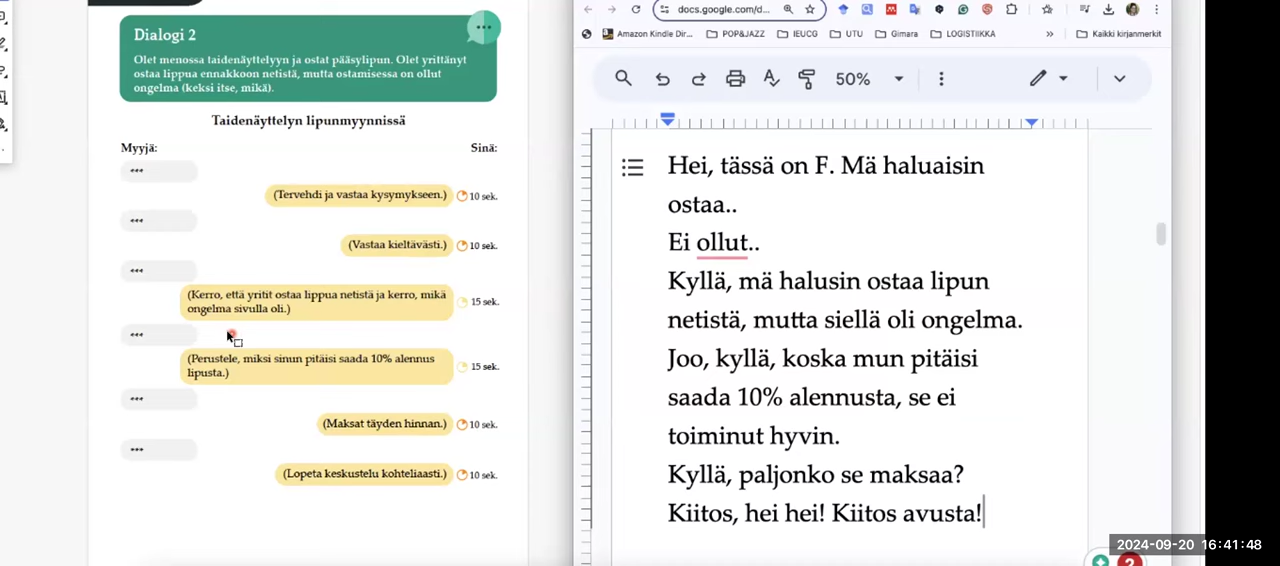 Dialogi 2
Olet menossa taidenäyttelyyn ja ostat pääsylipun. Olet yrittänyt
ostaa lippua ennakkoon netistä, mutta ostamisessa on ollut
ongelma (keksi itse, mikä).
Taidenäyttelyn lipunmyynnissä
Myyjä:
Sinä:
***
(Tervehdi ja vastaa kysymykseen.)
10 sek.
***
(Vastaa kieltävästi.)
10 sek.
***
(Kerro, että yritit ostaa lippua netistä ja kerro, mikä
ongelma sivulla oli.)
15 sek.
***
(Perustele, miksi sinun pitäisi saada 10% alennus
lipusta.)
15 sek.
***
(Maksat täyden hinnan.)
10 sek.
***
(Lopeta keskustelu kohteliaasti.)
10 sek.
docs.google.com/d...
Amazon Kindle Dir...
POP&JAZZ
IEUCG
UTU
Gimara
LOGISTIIKKA
»
Kaikki kirjanmerkit
50%
Hei, tässä on F. Mä haluaisin
ostaa..
Ei ollut..
Kyllä, mä halusin ostaa lipun
netistä, mutta siellä oli ongelma.
Joo, kyllä, koska mun pitäisi
saada 10% alennusta, se ei
toiminut hyvin.
Kyllä, paljonko se maksaa?
Kiitos, hei hei! Kiitos avusta!
2024-09-20 16:41:48